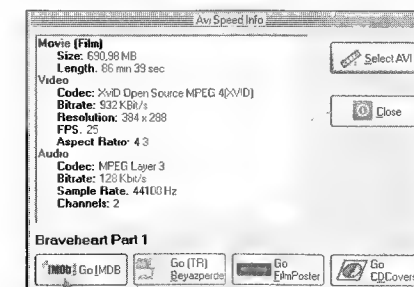 Avi Speed Info
Movie (Film)
Size: 690,98 MB
Length. 86 mn 39 sec
Video
Codec: XviD Open Source MPEG 4(XVID)
Bitrate: 932 KBit/s
Resolution: 384 x 288
FPS. 25
Aspect Ratio: 4 3
Audio
Codec: MPEG Layer 3
Bitrate: 128 Kbit/s
Sample Rate. 44100 Hz
Channels: 2
Select AVI
Close
Braveheart Part 1
IMDb Go IMDB
Go (TR) Beyazperde
Go FilmPoster
Go CDCovers